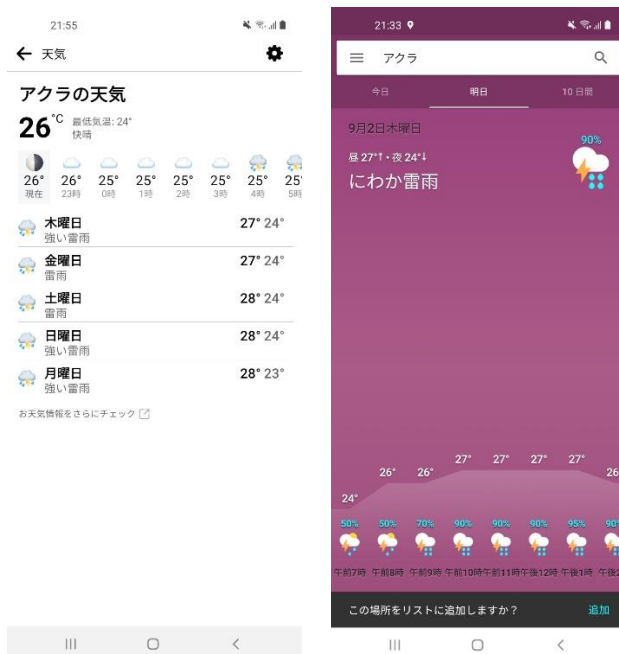 21:55
天気
アクラの天気
26°C 最低気温: 24°
快晴
26° 26° 25° 25° 25° 25° 25° 25°
現在 23時 0時 1時 2時 3時 4時 5時
木曜日 27° 24°
強い雷雨
金曜日 27° 24°
雷雨
土曜日 28° 24°
雷雨
日曜日 28° 24°
強い雷雨
月曜日 28° 23°
強い雷雨
お天気情報をさらにチェック
21:33
アクラ
今日 明日 10 日間
9月2日木曜日
90%
昼 27°↑・夜 24°↓
にわか雷雨
24° 26° 26° 27° 27° 27° 27° 26
50% 50% 70% 90% 90% 90% 95% 90
午前7時 午前8時 午前9時 午前10時 午前11時 午後12時 午後1時 午後2
この場所をリストに追加しますか？ 追加